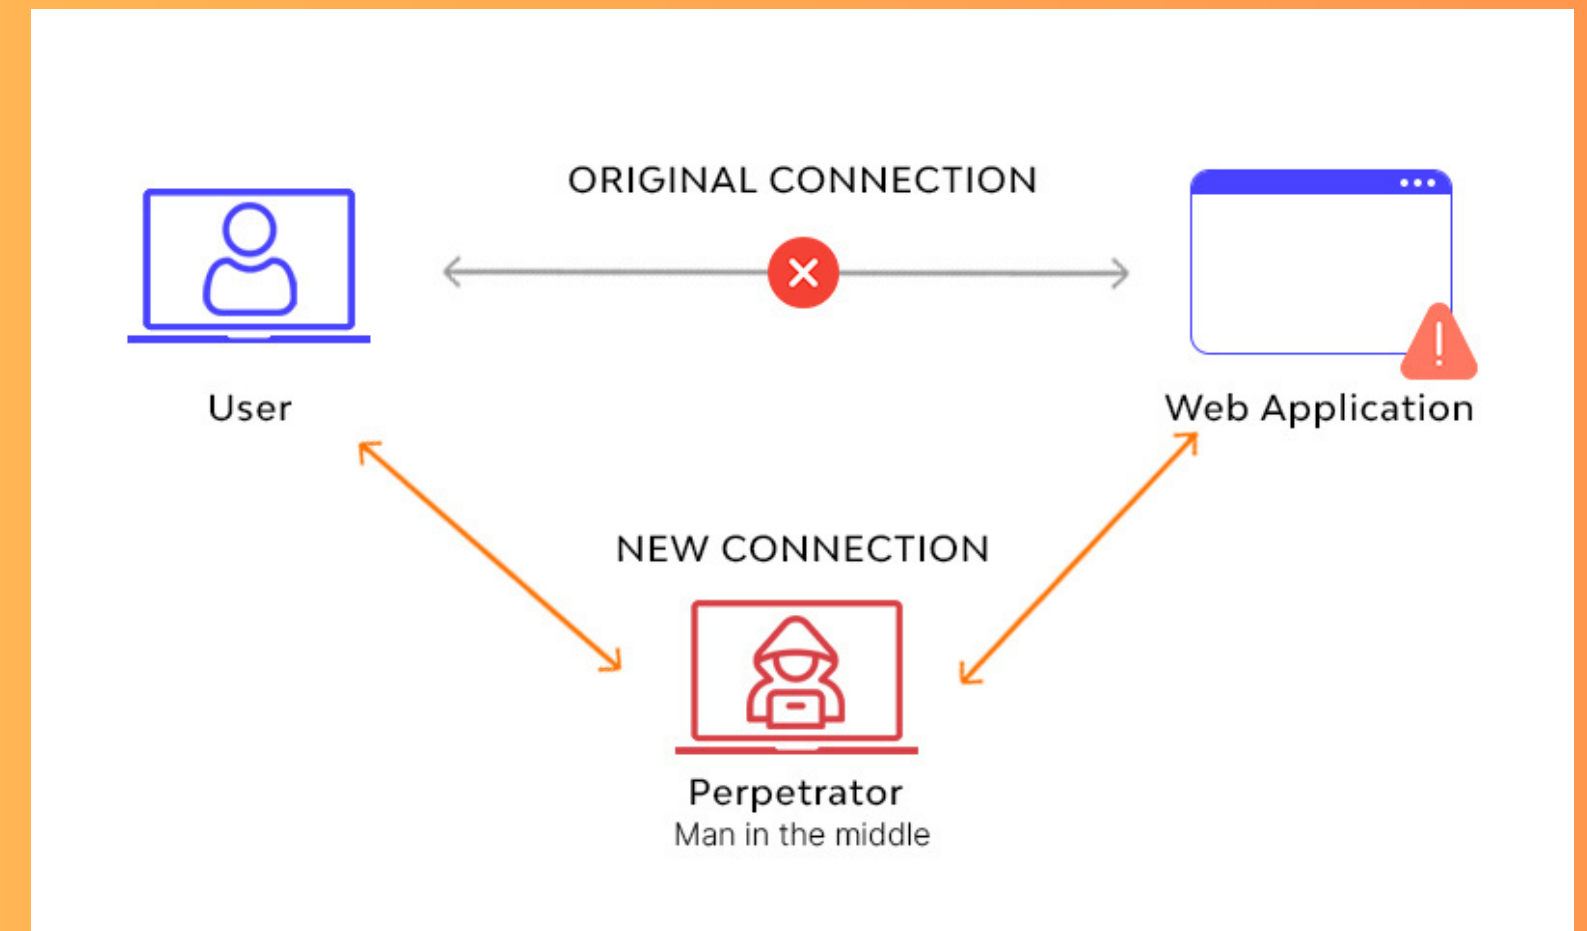 ORIGINAL CONNECTION
User
Web Application
NEW CONNECTION
Perpetrator
Man in the middle